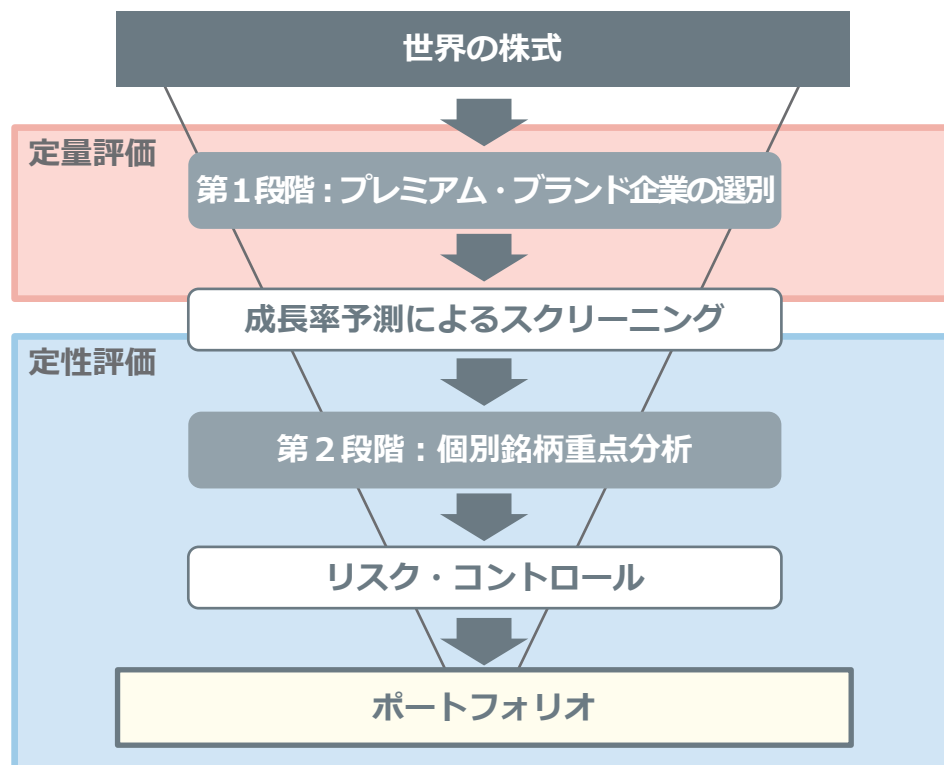 世界の株式
定量評価
第１段階：プレミアム・ブランド企業の選別
成長率予測によるスクリーニング
定性評価
第２段階：個別銘柄重点分析
リスク・コントロール
ポートフォリオ